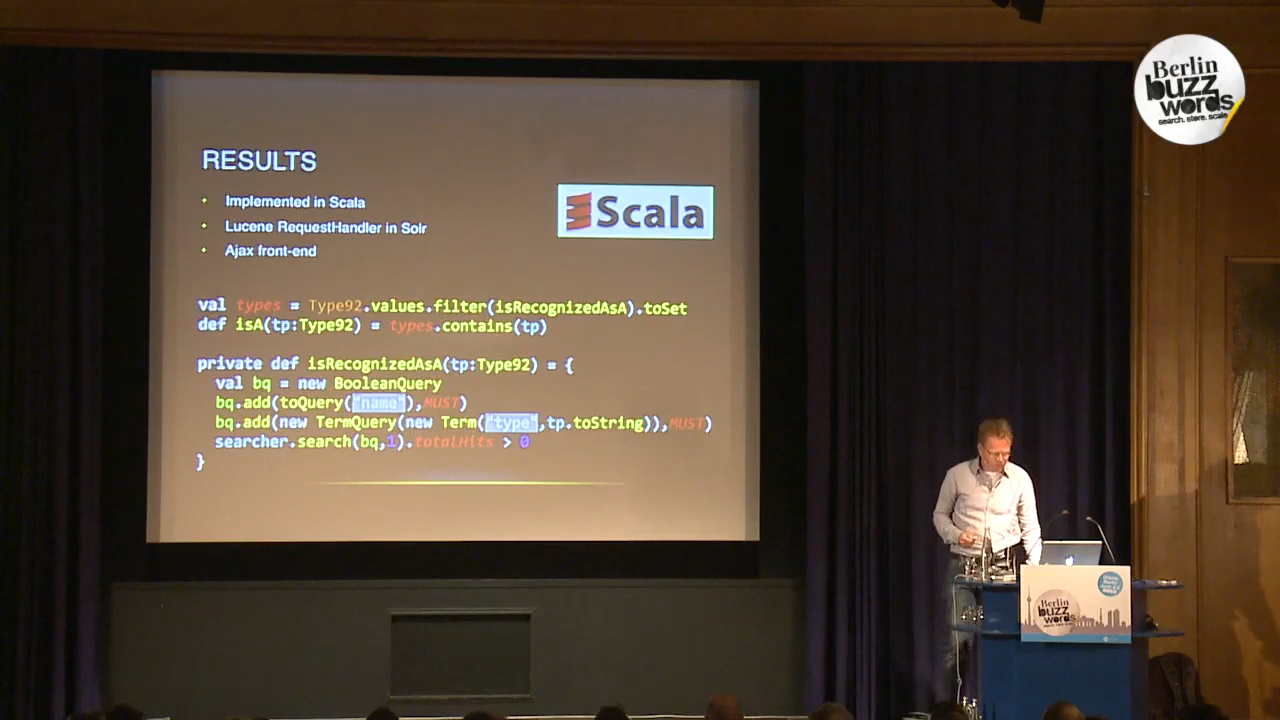 Berlin
buzz
words
search. store. scale
RESULTS
• Implemented in Scala
• Lucene RequestHandler in Solr
• Ajax front-end
Scala
val types = Type92.values.filter(isRecognizedAsA).toSet
def isA(tp:Type92) = types.contains(tp)
private def isRecognizedAsA(tp:Type92) = {
val bq = new BooleanQuery
bq.add(toQuery("name"),MUST)
bq.add(new TermQuery(new Term("type",tp.toString)),MUST)
searcher.search(bq,1).totalHits > 0
}
Berlin
buzz
words